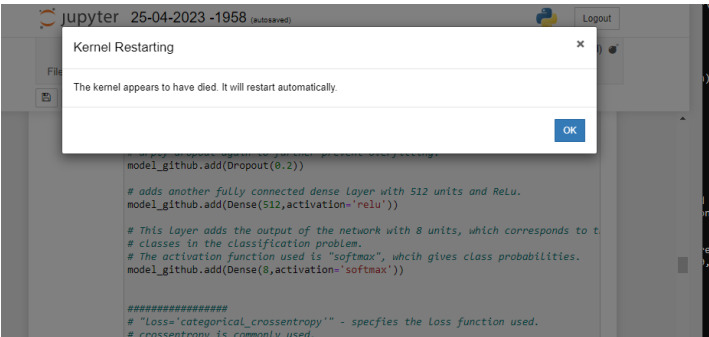 jupyter 25-04-2023 -1958 (autosaved)
Logout
Kernel Restarting ×
File
The kernel appears to have died. It will restart automatically.
OK
model_github.add(Dropout(0.2))
# adds another fully connected dense layer with 512 units and ReLu.
model_github.add(Dense(512,activation='relu'))
# This layer adds the output of the network with 8 units, which corresponds to t
# classes in the classification problem.
# The activation function used is "softmax", whcih gives class probabilities.
model_github.add(Dense(8,activation='softmax'))
#################
# "loss='categorical_crossentropy'" - specfies the loss function used.
# crossentropy is commonly used.